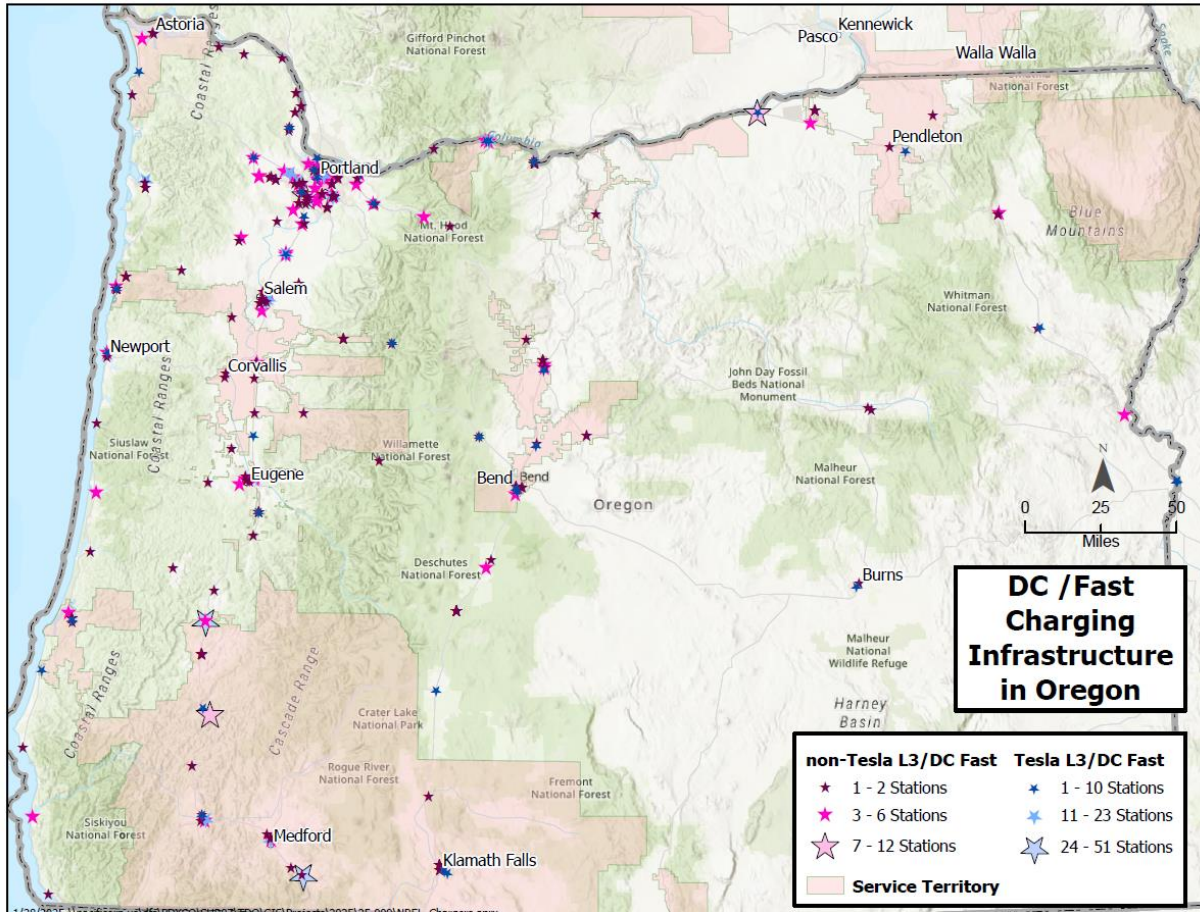 Astoria
Coastal Ranges
Gifford Pinchot
National Forest
Kennewick
Pasco
Walla Walla
Snake
National Forest
Columbia
Pendleton
Portland
Mt. Hood
National Forest
Blue
Mountains
Salem
Whitman
National Forest
Newport
Corvallis
Coastal Ranges
John Day Fossil
Beds National
Monument
Siuslaw
National Forest
Willamette
National Forest
Eugene
Bend
Bend
Oregon
Malheur
National Forest
N
0 25 50
Miles
Deschutes
National Forest
Burns
Malheur
National
Wildlife Refuge
DC /Fast
Charging
Infrastructure
in Oregon
Coastal Ranges
Cascade Range
Crater Lake
National Park
Harney
Basin
Rogue River
National Forest
Fremont
National Forest
Siskiyou
National Forest
Medford
Klamath Falls
non-Tesla L3/DC Fast
1 - 2 Stations
3 - 6 Stations
7 - 12 Stations
Tesla L3/DC Fast
1 - 10 Stations
11 - 23 Stations
24 - 51 Stations
Service Territory